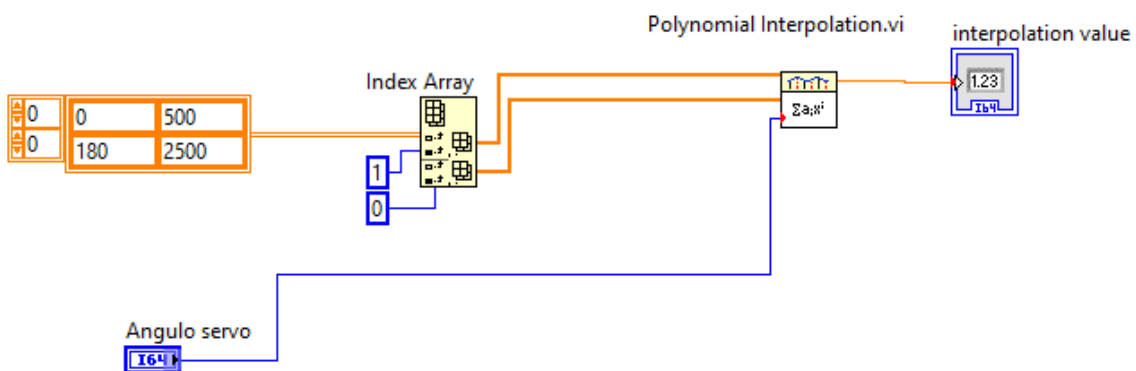 Polynomial Interpolation.vi
interpolation value
Index Array
0
0
0 500
180 2500
1
0
Σaᵢxⁱ
1.23
I64
Angulo servo
I64